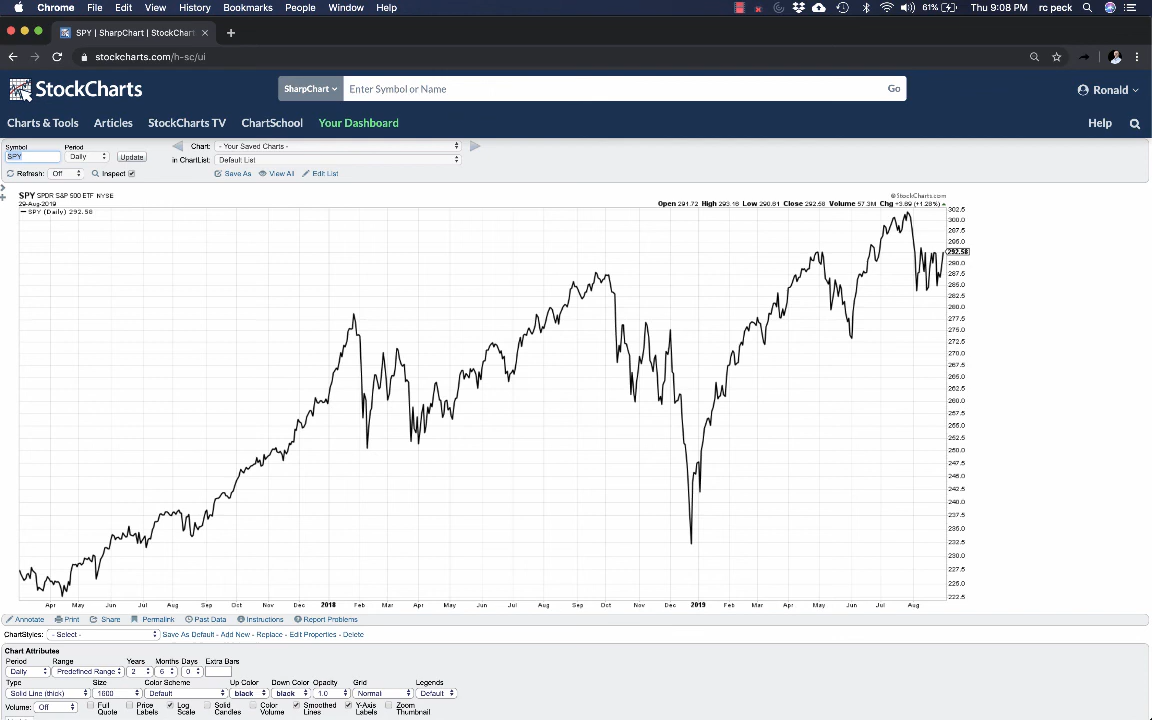 Chrome File Edit View History Bookmarks People Window Help 61% Thu 9:08 PM rc peck
SPY | SharpChart | StockChart
stockcharts.com/h-sc/ui
StockCharts SharpChart Enter Symbol or Name Go Ronald
Charts & Tools Articles StockCharts TV ChartSchool Your Dashboard Help
Symbol Period Chart: - Your Saved Charts -
SPY Daily Update in ChartList: Default List
Refresh: Off Inspect Save As View All Edit List
SPY SPDR S&P 500 ETF NYSE © StockCharts.com
29-Aug-2019 Open 291.72 High 293.16 Low 290.61 Close 292.58 Volume 57.3M Chg +3.69 (+1.28%)
SPY (Daily) 292.58
302.5
300.0
297.5
295.0
292.58
290.0
287.5
285.0
282.5
280.0
277.5
275.0
272.5
270.0
267.5
265.0
262.5
260.0
257.5
255.0
252.5
250.0
247.5
245.0
242.5
240.0
237.5
235.0
232.5
230.0
227.5
225.0
222.5
Apr May Jun Jul Aug Sep Oct Nov Dec 2018 Feb Mar Apr May Jun Jul Aug Sep Oct Nov Dec 2019 Feb Mar Apr May Jun Jul Aug
Annotate Print Share Permalink Past Data Instructions Report Problems
ChartStyles: - Select - Save As Default - Add New - Replace - Edit Properties - Delete
Chart Attributes
Period Range Years Months Days Extra Bars
Daily Predefined Range 2 6 0
Type Size Color Scheme Up Color Down Color Opacity Grid Legends
Solid Line (thick) 1600 Default black black 1.0 Normal Default
Volume: Off Full Quote Price Labels Log Scale Solid Candles Color Volume Smoothed Lines Y-Axis Labels Zoom Thumbnail